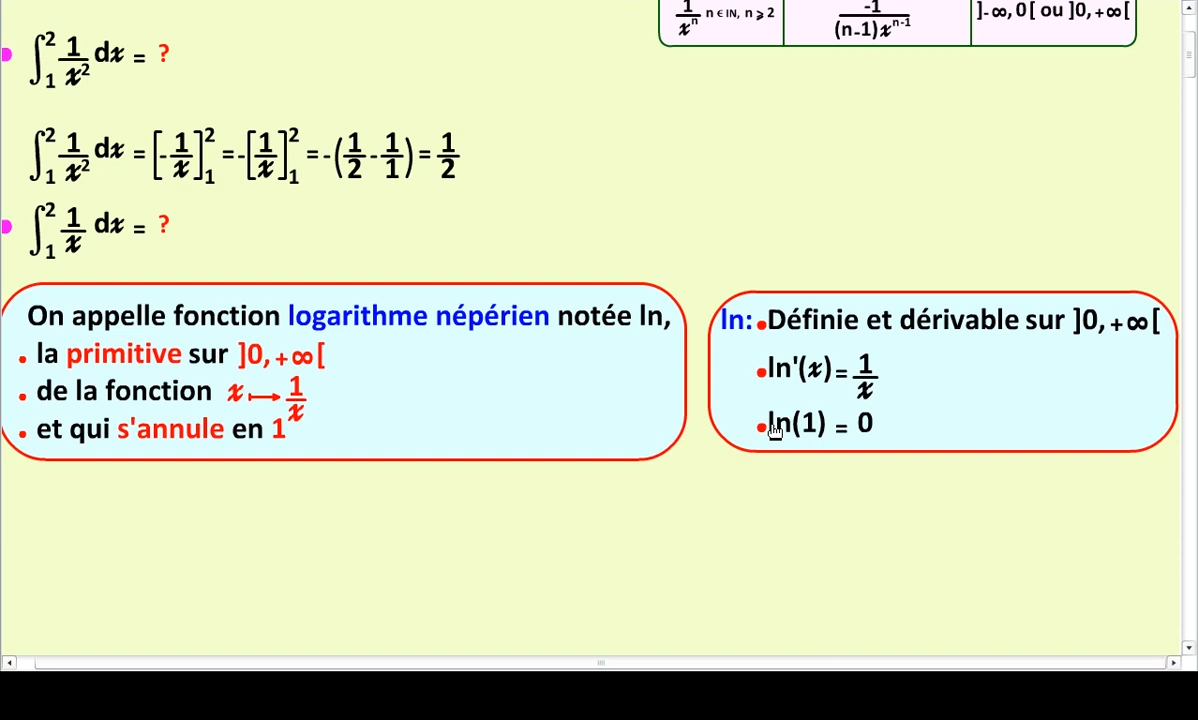 1/xⁿ n ∈ IN, n ⩾ 2 -1/((n-1)xⁿ⁻¹) ]-∞, 0[ ou ]0, +∞[
∫₁² 1/x² dx = ?
∫₁² 1/x² dx = [-1/x]₁² = -[1/x]₁² = -(1/2 - 1/1) = 1/2
∫₁² 1/x dx = ?
On appelle fonction logarithme népérien notée ln,
. la primitive sur ]0, +∞[
. de la fonction x ⟼ 1/x
. et qui s'annule en 1
ln: •Définie et dérivable sur ]0, +∞[
•ln'(x) = 1/x
•ln(1) = 0